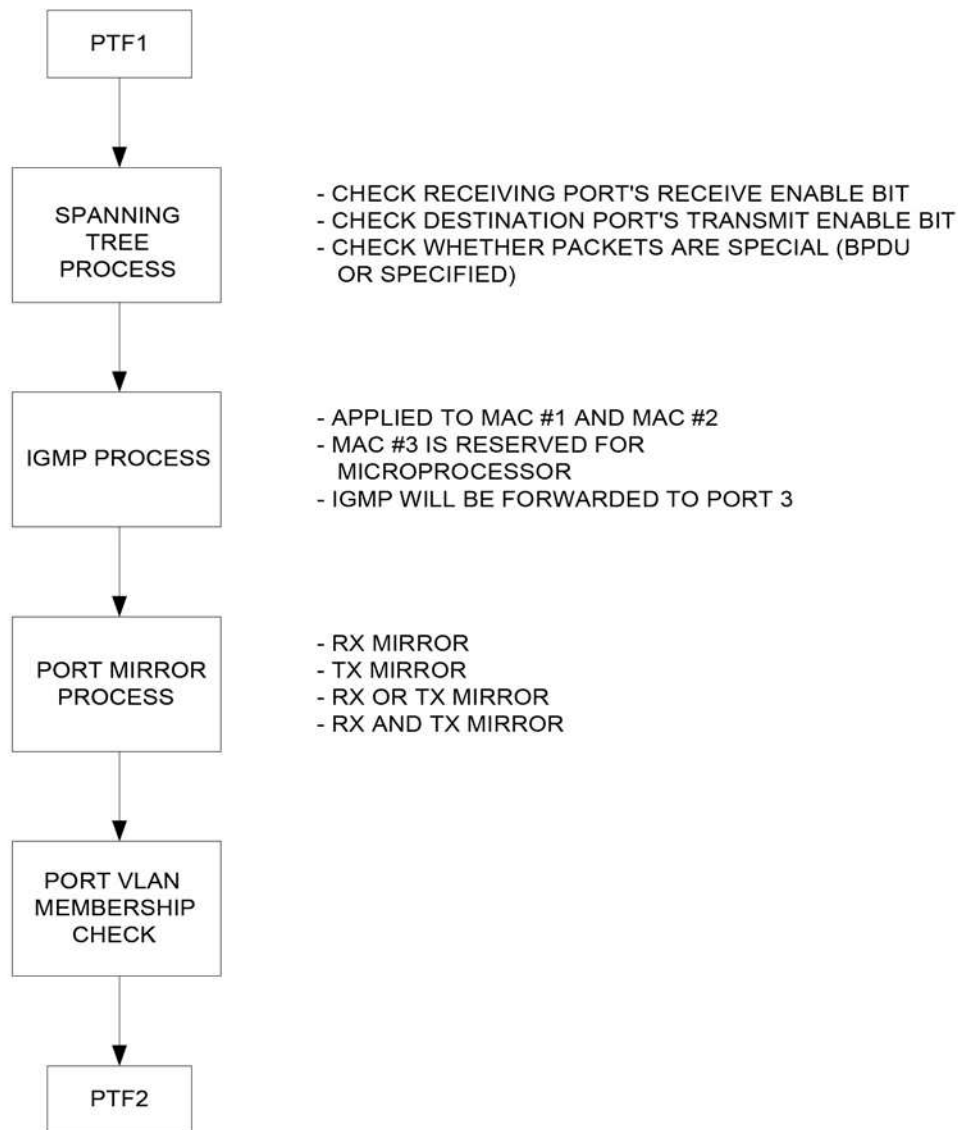 PTF1
SPANNING
TREE
PROCESS
- CHECK RECEIVING PORT'S RECEIVE ENABLE BIT
- CHECK DESTINATION PORT'S TRANSMIT ENABLE BIT
- CHECK WHETHER PACKETS ARE SPECIAL (BPDU
OR SPECIFIED)
IGMP PROCESS
- APPLIED TO MAC #1 AND MAC #2
- MAC #3 IS RESERVED FOR
MICROPROCESSOR
- IGMP WILL BE FORWARDED TO PORT 3
PORT MIRROR
PROCESS
- RX MIRROR
- TX MIRROR
- RX OR TX MIRROR
- RX AND TX MIRROR
PORT VLAN
MEMBERSHIP
CHECK
PTF2